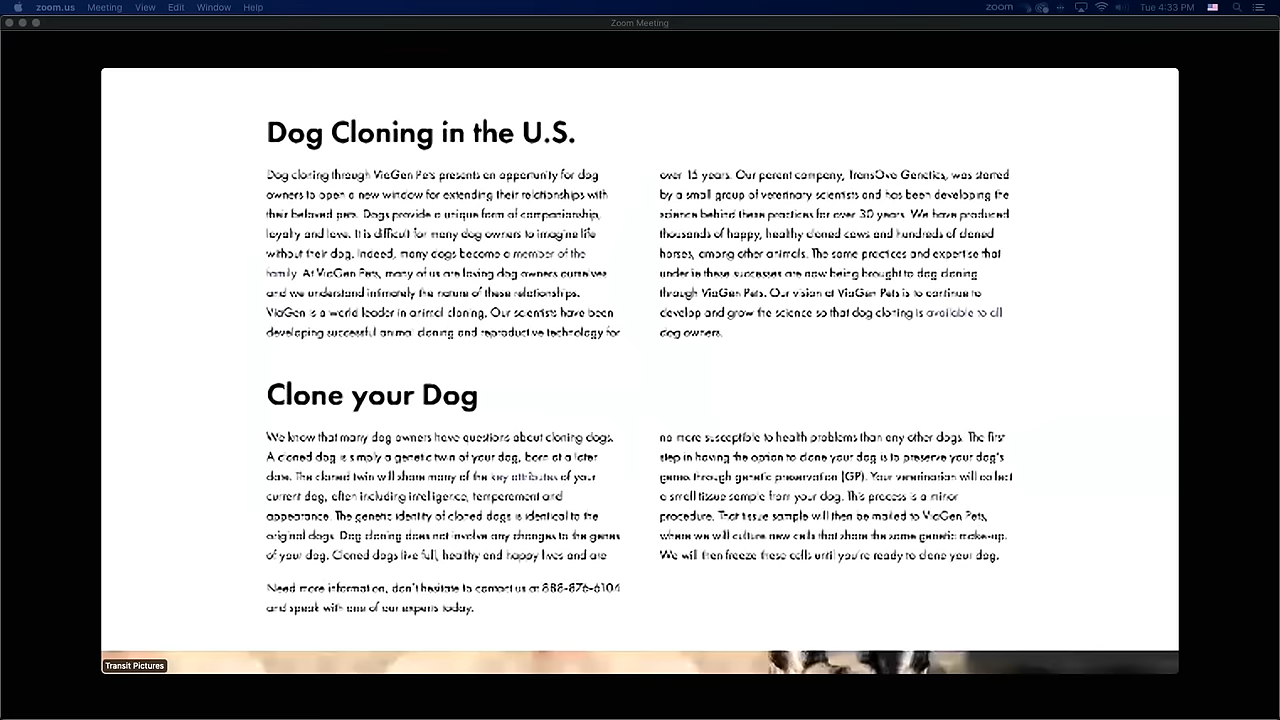 zoom.us Meeting View Edit Window Help
zoom Tue 4:33 PM
Zoom Meeting
Dog Cloning in the U.S.
Dog cloning through ViaGen Pets presents an opportunity for dog
owners to open a new window for extending their relationships with
their beloved pets. Dogs provide a unique form of companionship,
loyalty and love. It is difficult for many dog owners to imagine life
without their dog. Indeed, many dogs become a member of the
family. At ViaGen Pets, many of us are loving dog owners ourselves
and we understand intimately the nature of these relationships.
ViaGen is a world leader in animal cloning. Our scientists have been
developing successful animal cloning and reproductive technology for
over 15 years. Our parent company, TransOva Genetics, was started
by a small group of veterinary scientists and has been developing the
science behind these practices for over 30 years. We have produced
thousands of happy, healthy cloned cows and hundreds of cloned
horses, among other animals. The same practices and expertise that
underlie these successes are now being brought to dog cloning
through ViaGen Pets. Our vision at ViaGen Pets is to continue to
develop and grow the science so that dog cloning is available to all
dog owners.
Clone your Dog
We know that many dog owners have questions about cloning dogs.
A cloned dog is simply a genetic twin of your dog, born at a later
date. The cloned twin will share many of the key attributes of your
current dog, often including intelligence, temperament and
appearance. The genetic identity of cloned dogs is identical to the
original dogs. Dog cloning does not involve any changes to the genes
of your dog. Cloned dogs live full, healthy and happy lives and are
no more susceptible to health problems than any other dogs. The first
step in having the option to clone your dog is to preserve your dog's
genes through genetic preservation (GP). Your veterinarian will collect
a small tissue sample from your dog. This process is a minor
procedure. That tissue sample will then be mailed to ViaGen Pets,
where we will culture new cells that share the same genetic make-up.
We will then freeze these cells until you're ready to clone your dog.
Need more information, don't hesitate to contact us at 888-876-6104
and speak with one of our experts today.
Transit Pictures